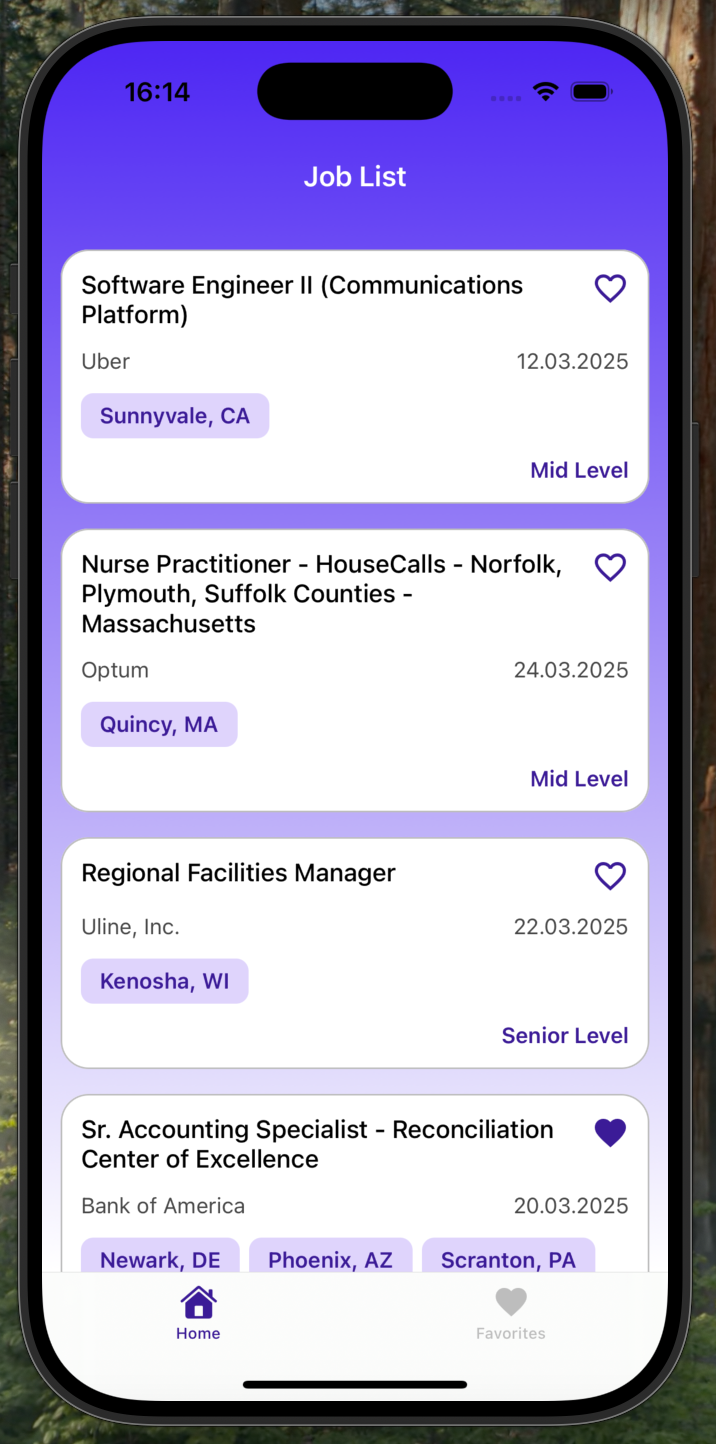 16:14
Job List
Software Engineer II (Communications
Platform)
Uber
12.03.2025
Sunnyvale, CA
Mid Level
Nurse Practitioner - HouseCalls - Norfolk,
Plymouth, Suffolk Counties -
Massachusetts
Optum
24.03.2025
Quincy, MA
Mid Level
Regional Facilities Manager
Uline, Inc.
22.03.2025
Kenosha, WI
Senior Level
Sr. Accounting Specialist - Reconciliation
Center of Excellence
Bank of America
20.03.2025
Newark, DE
Phoenix, AZ
Scranton, PA
Home
Favorites